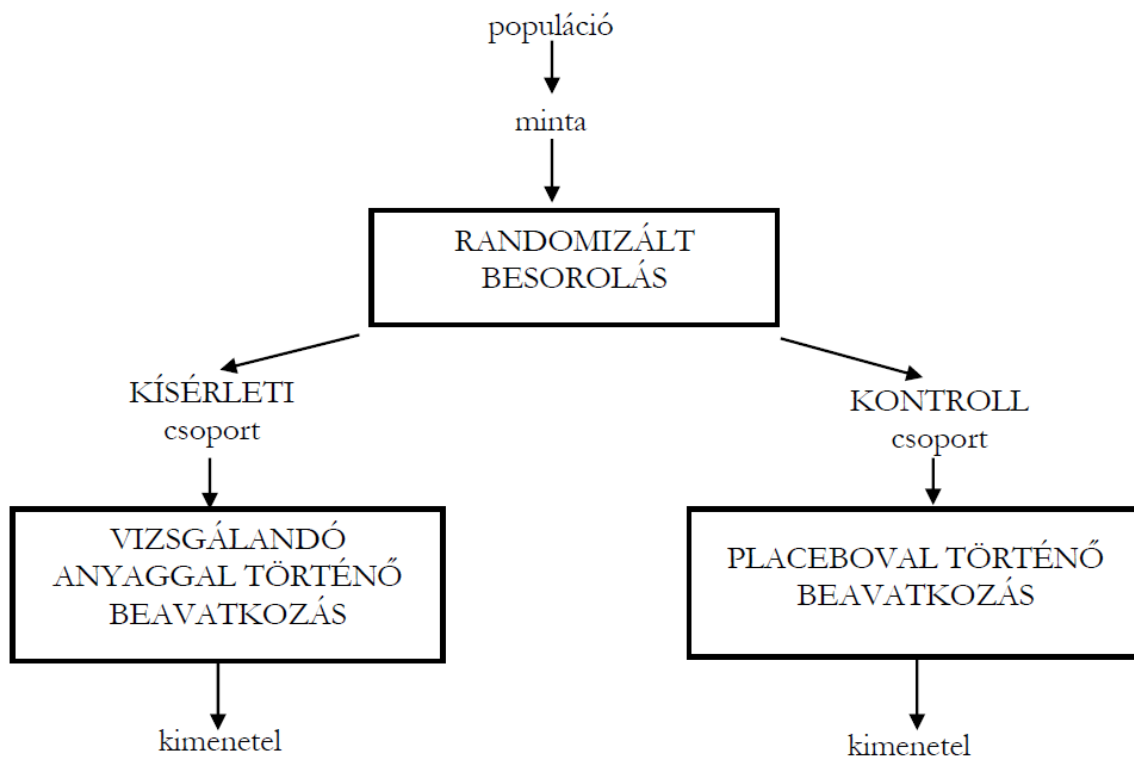 populáció
minta
RANDOMIZÁLT
BESOROLÁS
KÍSÉRLETI
csoport
KONTROLL
csoport
VIZSGÁLANDÓ
ANYAGGAL TÖRTÉNŐ
BEAVATKOZÁS
PLACEBOVAL TÖRTÉNŐ
BEAVATKOZÁS
kimenetel
kimenetel